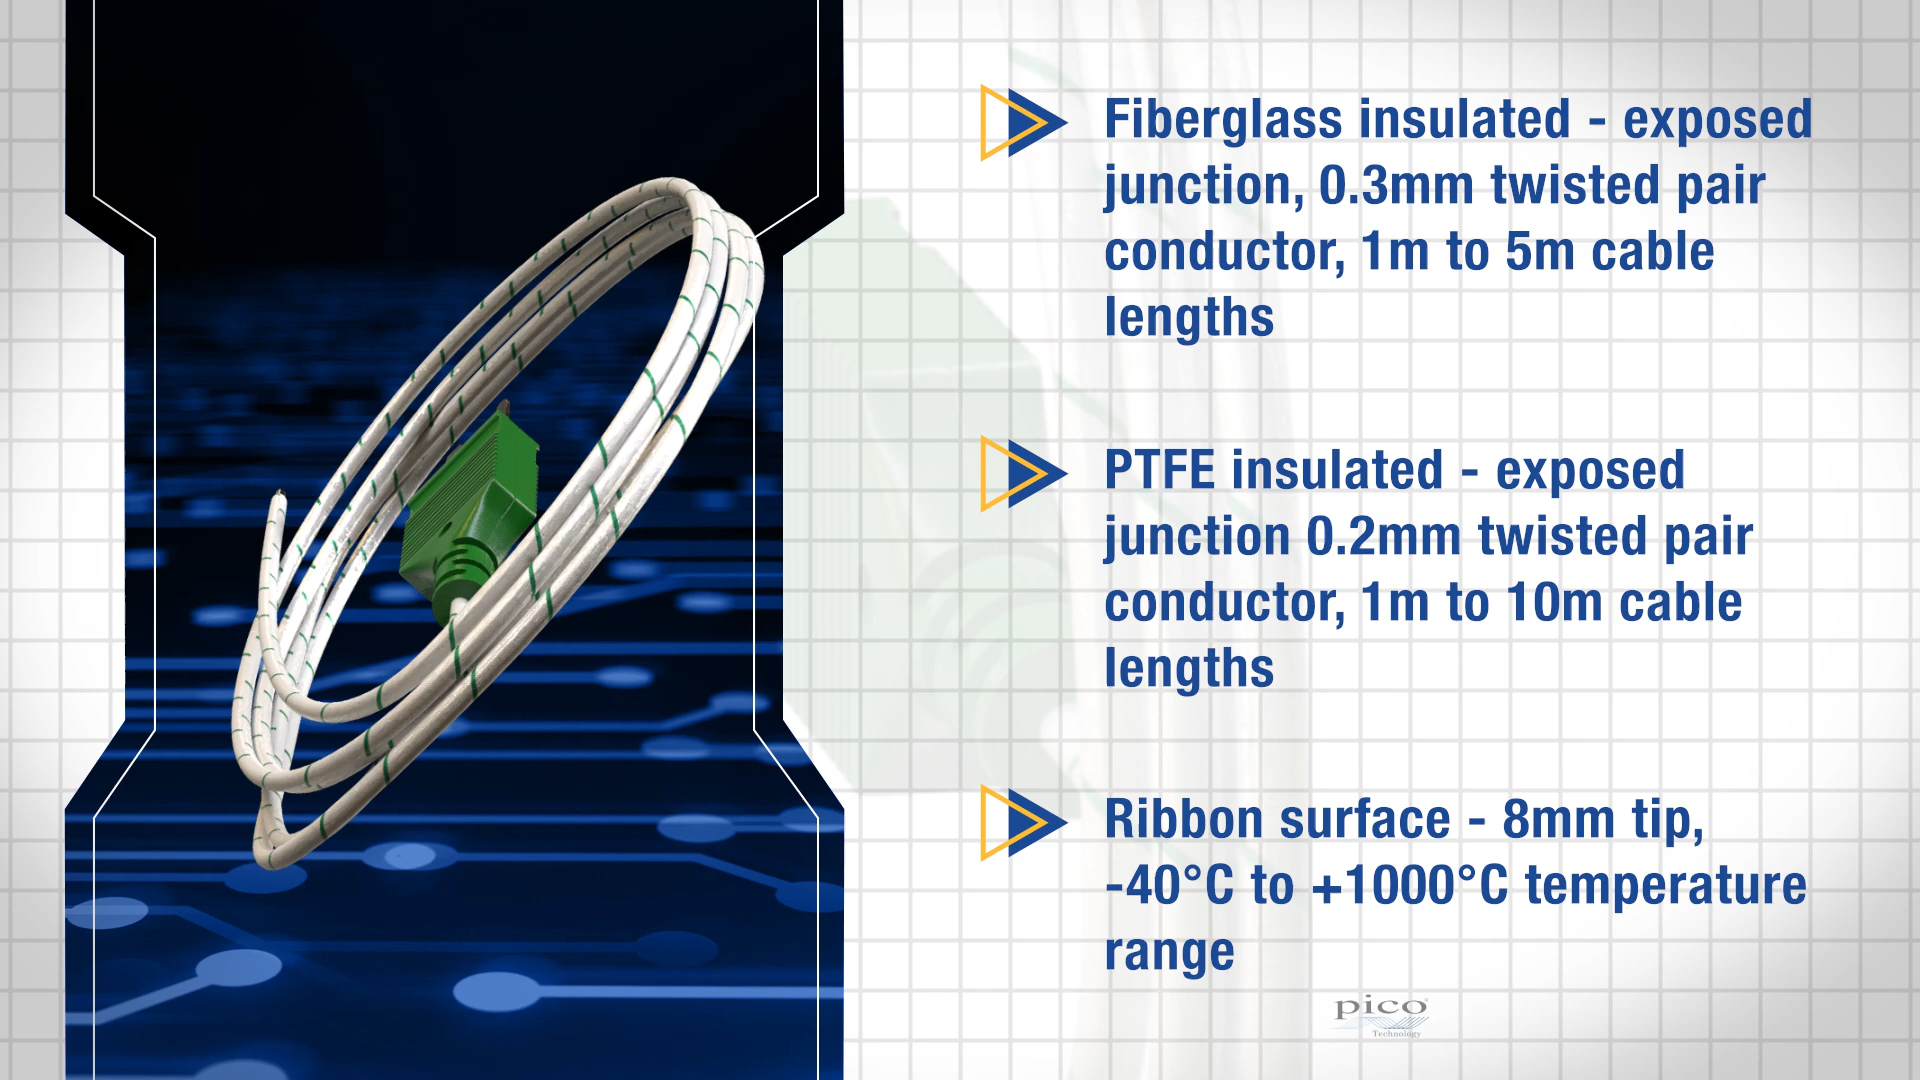 Fiberglass insulated - exposed
junction, 0.3mm twisted pair
conductor, 1m to 5m cable
lengths
PTFE insulated - exposed
junction 0.2mm twisted pair
conductor, 1m to 10m cable
lengths
Ribbon surface - 8mm tip,
-40°C to +1000°C temperature
range
pico
Technology